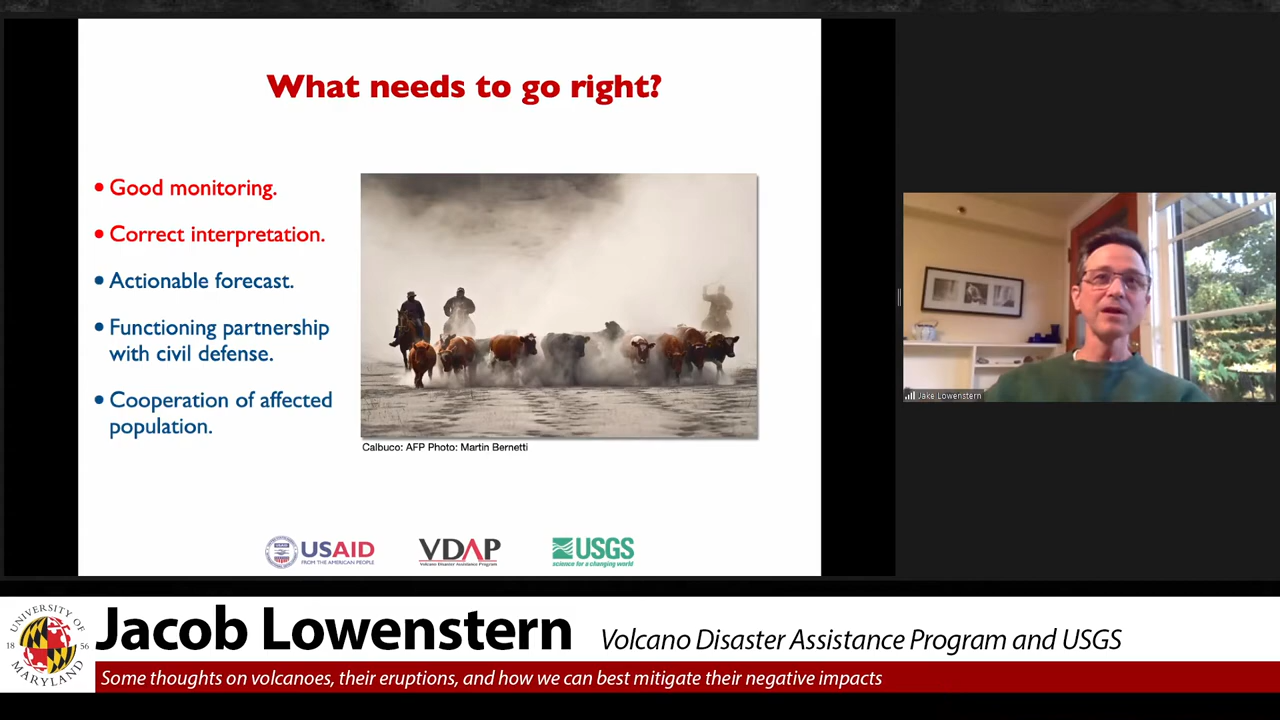 What needs to go right?
• Good monitoring.
• Correct interpretation.
• Actionable forecast.
• Functioning partnership
with civil defense.
• Cooperation of affected
population.
Calbuco: AFP Photo: Martin Bernetti
USAID
FROM THE AMERICAN PEOPLE
VDAP
Volcano Disaster Assistance Program
USGS
science for a changing world
Jake Lowenstern
UNIVERSITY OF
18 56
MARYLAND
Jacob Lowenstern Volcano Disaster Assistance Program and USGS
Some thoughts on volcanoes, their eruptions, and how we can best mitigate their negative impacts